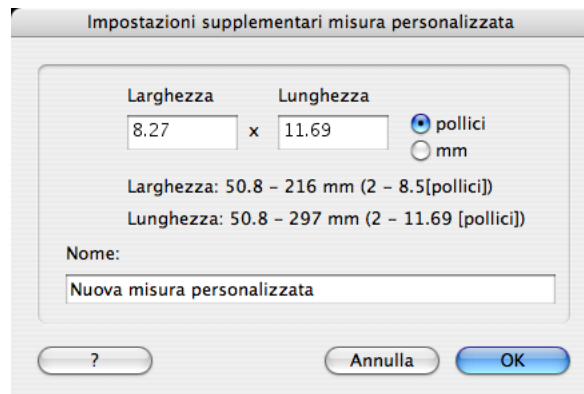 Impostazioni supplementari misura personalizzata
Larghezza Lunghezza
8.27 x 11.69 pollici
mm
Larghezza: 50.8 – 216 mm (2 – 8.5[pollici])
Lunghezza: 50.8 – 297 mm (2 – 11.69 [pollici])
Nome:
Nuova misura personalizzata
? Annulla OK